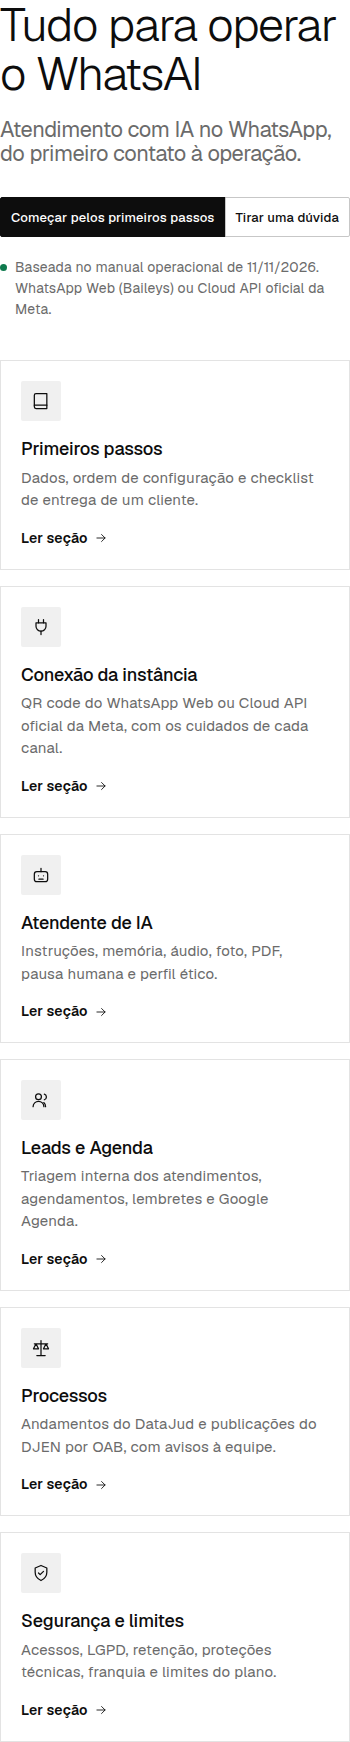 Tudo para operar
o WhatsAI
Atendimento com IA no WhatsApp,
do primeiro contato à operação.
Começar pelos primeiros passos
Tirar uma dúvida
Baseada no manual operacional de 11/11/2026.
WhatsApp Web (Baileys) ou Cloud API oficial da
Meta.
Primeiros passos
Dados, ordem de configuração e checklist
de entrega de um cliente.
Ler seção →
Conexão da instância
QR code do WhatsApp Web ou Cloud API
oficial da Meta, com os cuidados de cada
canal.
Ler seção →
Atendente de IA
Instruções, memória, áudio, foto, PDF,
pausa humana e perfil ético.
Ler seção →
Leads e Agenda
Triagem interna dos atendimentos,
agendamentos, lembretes e Google
Agenda.
Ler seção →
Processos
Andamentos do DataJud e publicações do
DJEN por OAB, com avisos à equipe.
Ler seção →
Segurança e limites
Acessos, LGPD, retenção, proteções
técnicas, franquia e limites do plano.
Ler seção →